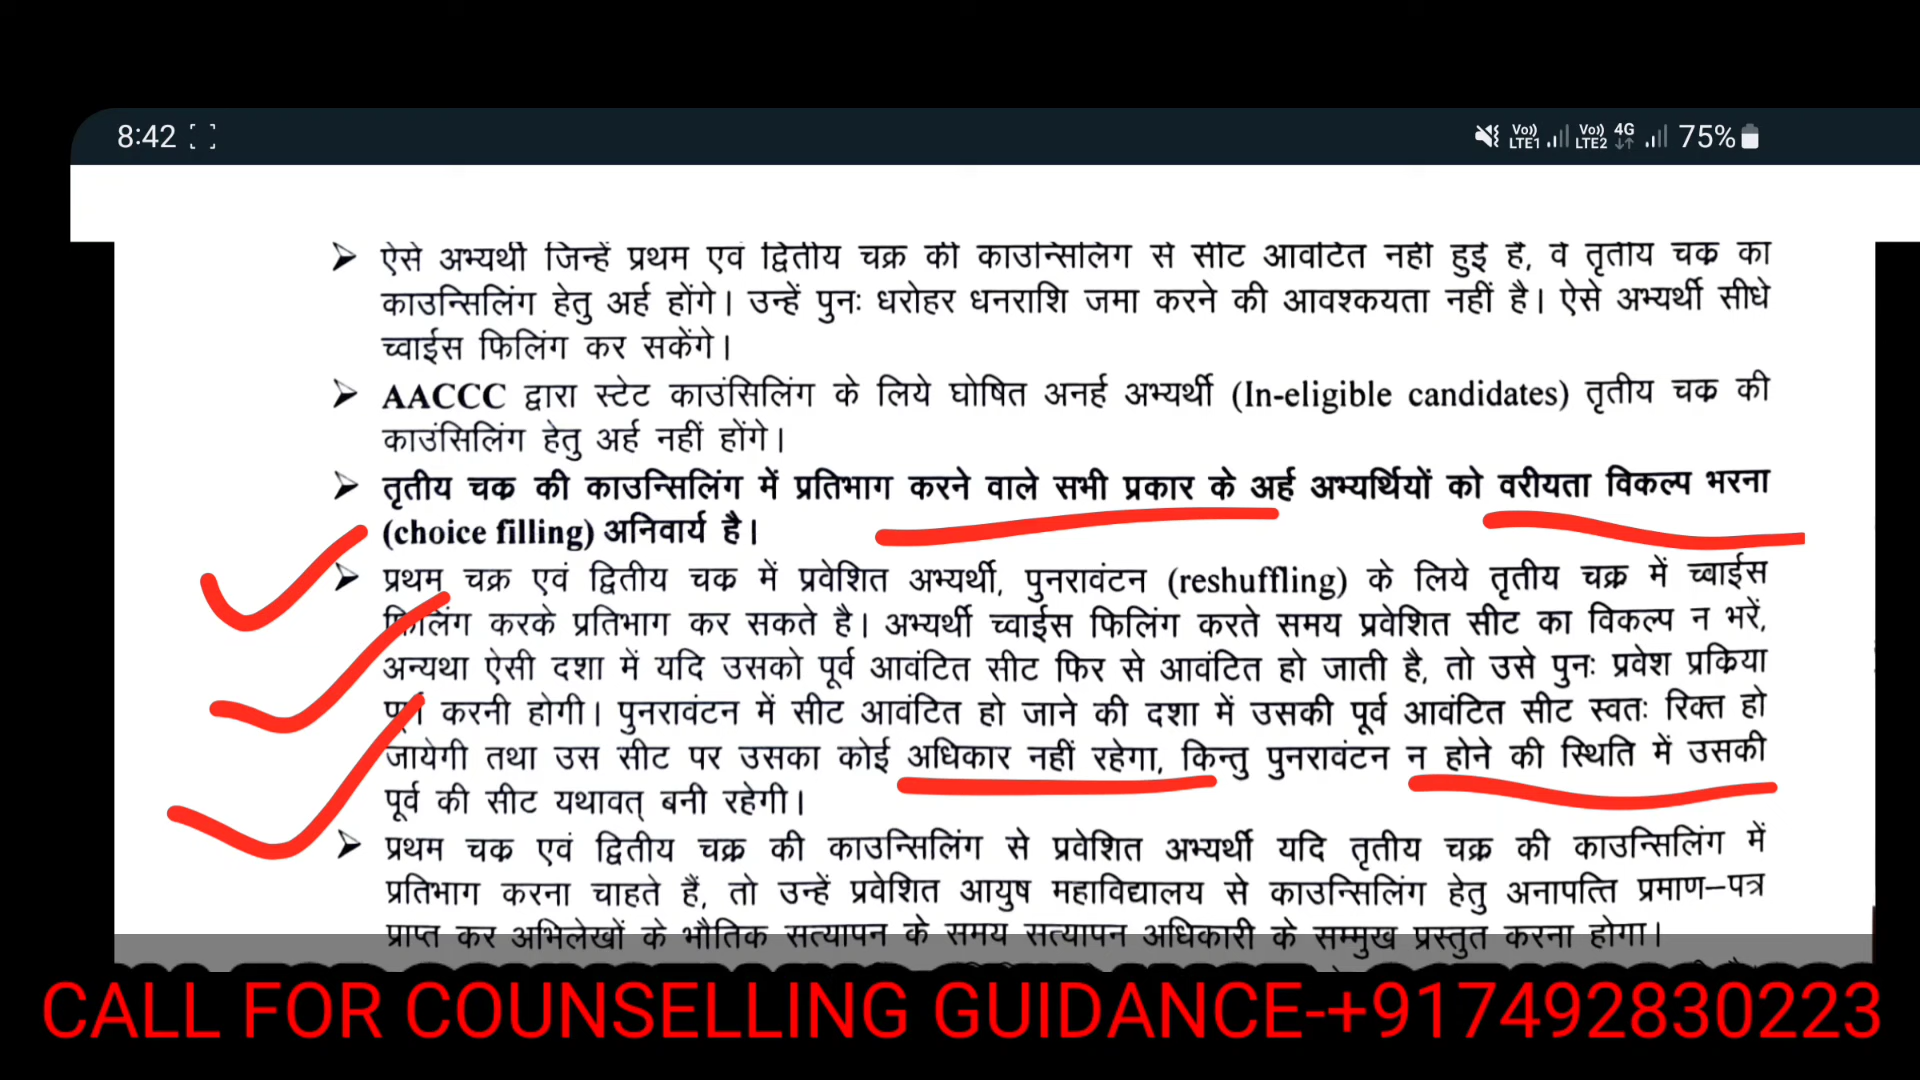 8:42
Vo)) LTE1 Vo)) LTE2 4G 75%
ऐसे अभ्यर्थी जिन्हें प्रथम एवं द्वितीय चक्र की काउन्सिलिंग से सीट आवंटित नहीं हुई है, वे तृतीय चक्र का
काउन्सिलिंग हेतु अर्ह होंगे। उन्हें पुनः धरोहर धनराशि जमा करने की आवश्कयता नहीं है। ऐसे अभ्यर्थी सीधे
च्वाईस फिलिंग कर सकेंगे।
AACCC द्वारा स्टेट काउंसिलिंग के लिये घोषित अनर्ह अभ्यर्थी (In-eligible candidates) तृतीय चक्र की
काउंसिलिंग हेतु अर्ह नहीं होंगे।
तृतीय चक्र की काउन्सिलिंग में प्रतिभाग करने वाले सभी प्रकार के अर्ह अभ्यर्थियों को वरीयता विकल्प भरना
(choice filling) अनिवार्य है।
प्रथम चक्र एवं द्वितीय चक्र में प्रवेशित अभ्यर्थी, पुनरावंटन (reshuffling) के लिये तृतीय चक्र में च्वाईस
फिलिंग करके प्रतिभाग कर सकते है। अभ्यर्थी च्वाईस फिलिंग करते समय प्रवेशित सीट का विकल्प न भरें,
अन्यथा ऐसी दशा में यदि उसको पूर्व आवंटित सीट फिर से आवंटित हो जाती है, तो उसे पुनः प्रवेश प्रक्रिया
पूर्ण करनी होगी। पुनरावंटन में सीट आवंटित हो जाने की दशा में उसकी पूर्व आवंटित सीट स्वतः रिक्त हो
जायेगी तथा उस सीट पर उसका कोई अधिकार नहीं रहेगा, किन्तु पुनरावंटन न होने की स्थिति में उसकी
पूर्व की सीट यथावत् बनी रहेगी।
प्रथम चक्र एवं द्वितीय चक्र की काउन्सिलिंग से प्रवेशित अभ्यर्थी यदि तृतीय चक्र की काउन्सिलिंग में
प्रतिभाग करना चाहते हैं, तो उन्हें प्रवेशित आयुष महाविद्यालय से काउन्सिलिंग हेतु अनापत्ति प्रमाण–पत्र
प्राप्त कर अभिलेखों के भौतिक सत्यापन के समय सत्यापन अधिकारी के सम्मुख प्रस्तुत करना होगा।
CALL FOR COUNSELLING GUIDANCE-+917492830223